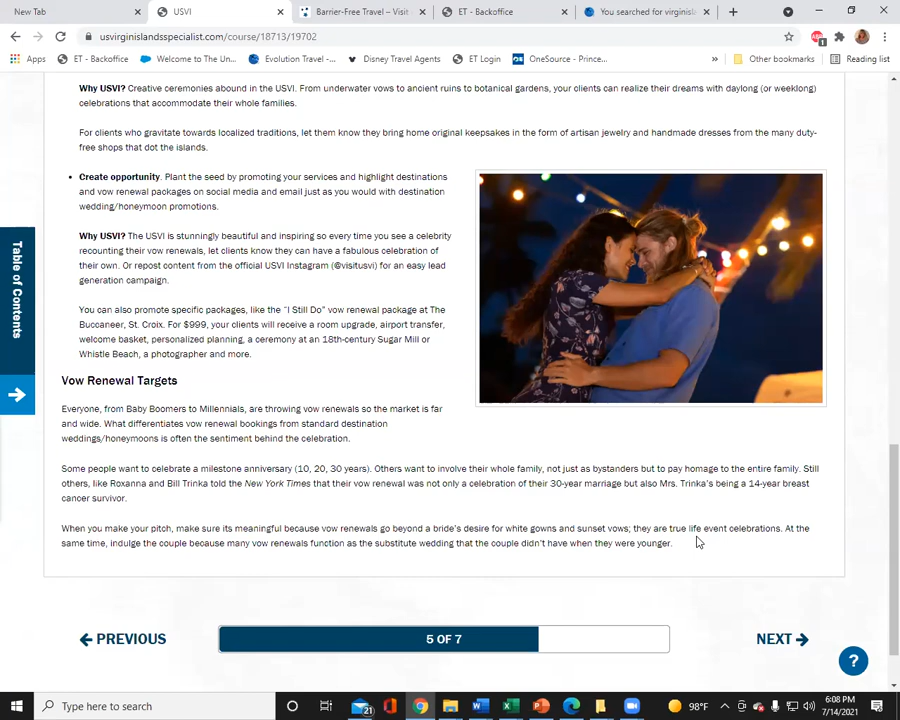 New Tab
USVI
Barrier-Free Travel – Visit
ET - Backoffice
You searched for virginisl
usvirginislandsspecialist.com/course/18713/19702
Apps
ET - Backoffice
Welcome to The Un...
Evolution Travel -...
Disney Travel Agents
ET Login
OneSource - Prince...
»
Other bookmarks
Reading list
Why USVI? Creative ceremonies abound in the USVI. From underwater vows to ancient ruins to botanical gardens, your clients can realize their dreams with daylong (or weeklong)
celebrations that accommodate their whole families.
For clients who gravitate towards localized traditions, let them know they bring home original keepsakes in the form of artisan jewelry and handmade dresses from the many duty-
free shops that dot the islands.
• Create opportunity. Plant the seed by promoting your services and highlight destinations
and vow renewal packages on social media and email just as you would with destination
wedding/honeymoon promotions.
Why USVI? The USVI is stunningly beautiful and inspiring so every time you see a celebrity
recounting their vow renewals, let clients know they can have a fabulous celebration of
their own. Or repost content from the official USVI Instagram (@visitusvi) for an easy lead
generation campaign.
You can also promote specific packages, like the “I Still Do” vow renewal package at The
Buccaneer, St. Croix. For $999, your clients will receive a room upgrade, airport transfer,
welcome basket, personalized planning, a ceremony at an 18th-century Sugar Mill or
Whistle Beach, a photographer and more.
Table of Contents
Vow Renewal Targets
Everyone, from Baby Boomers to Millennials, are throwing vow renewals so the market is far
and wide. What differentiates vow renewal bookings from standard destination
weddings/honeymoons is often the sentiment behind the celebration.
Some people want to celebrate a milestone anniversary (10, 20, 30 years). Others want to involve their whole family, not just as bystanders but to pay homage to the entire family. Still
others, like Roxanna and Bill Trinka told the New York Times that their vow renewal was not only a celebration of their 30-year marriage but also Mrs. Trinka’s being a 14-year breast
cancer survivor.
When you make your pitch, make sure its meaningful because vow renewals go beyond a bride’s desire for white gowns and sunset vows; they are true life event celebrations. At the
same time, indulge the couple because many vow renewals function as the substitute wedding that the couple didn’t have when they were younger.
PREVIOUS
5 OF 7
NEXT
?
Type here to search
21
98°F
6:08 PM
7/14/2021